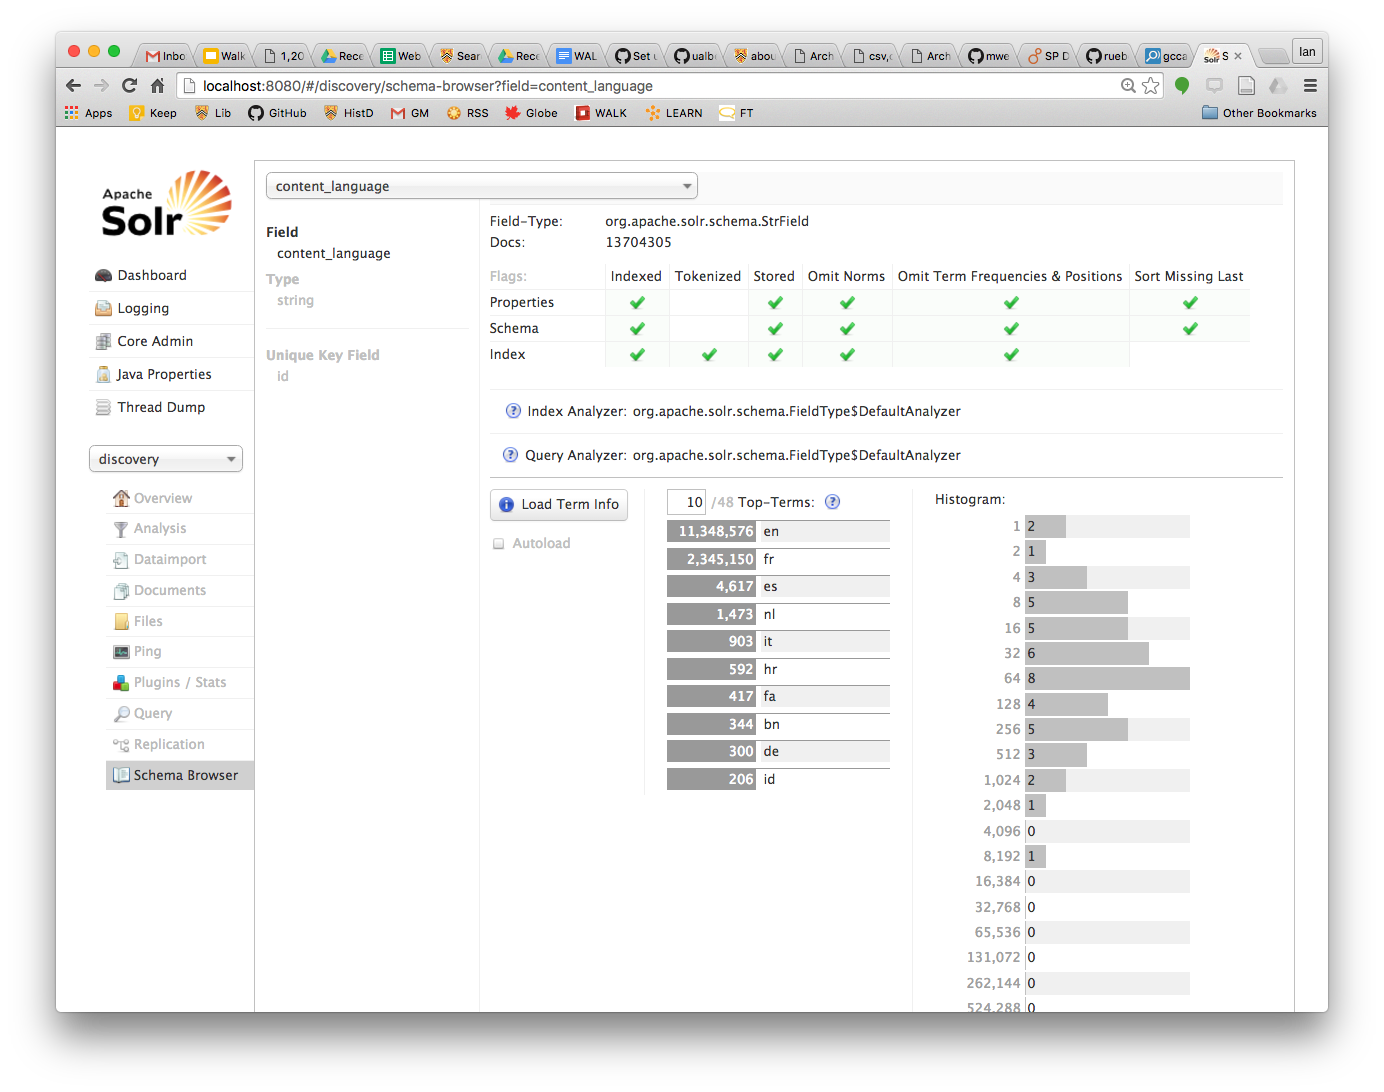 Inbo
Walk
1,20
Rece
Web
Sear
Rece
WAL
Set u
ualb
abou
Arch
csv,
Arch
mwe
SP D
rueb
gcca
Solr S
Ian
localhost:8080/#/discovery/schema-browser?field=content_language
Apps Keep Lib GitHub HistD GM RSS Globe WALK LEARN FT Other Bookmarks
Apache
Solr
Dashboard
Logging
Core Admin
Java Properties
Thread Dump
discovery
Overview
Analysis
Dataimport
Documents
Files
Ping
Plugins / Stats
Query
Replication
Schema Browser
content_language
Field
content_language
Type
string
Unique Key Field
id
Field-Type: org.apache.solr.schema.StrField
Docs: 13704305
Flags: Indexed Tokenized Stored Omit Norms Omit Term Frequencies & Positions Sort Missing Last
Properties
Schema
Index
Index Analyzer: org.apache.solr.schema.FieldType$DefaultAnalyzer
Query Analyzer: org.apache.solr.schema.FieldType$DefaultAnalyzer
Load Term Info
Autoload
10 /48 Top-Terms:
11,348,576 en
2,345,150 fr
4,617 es
1,473 nl
903 it
592 hr
417 fa
344 bn
300 de
206 id
Histogram:
1 2
2 1
4 3
8 5
16 5
32 6
64 8
128 4
256 5
512 3
1,024 2
2,048 1
4,096 0
8,192 1
16,384 0
32,768 0
65,536 0
131,072 0
262,144 0
524,288 0